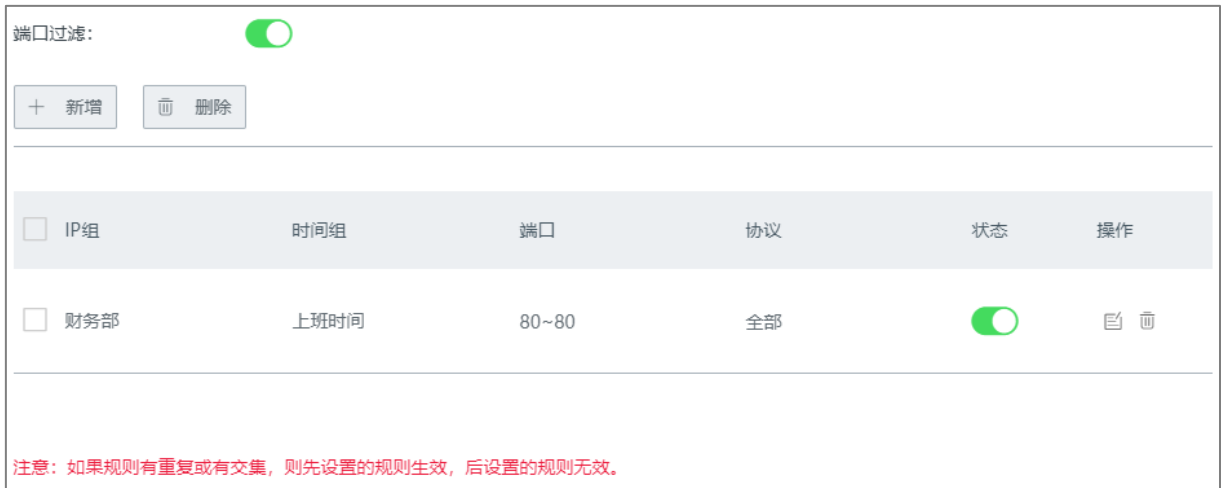 端口过滤：
新增 删除
IP组 时间组 端口 协议 状态 操作
财务部 上班时间 80~80 全部
注意：如果规则有重复或有交集，则先设置的规则生效，后设置的规则无效。